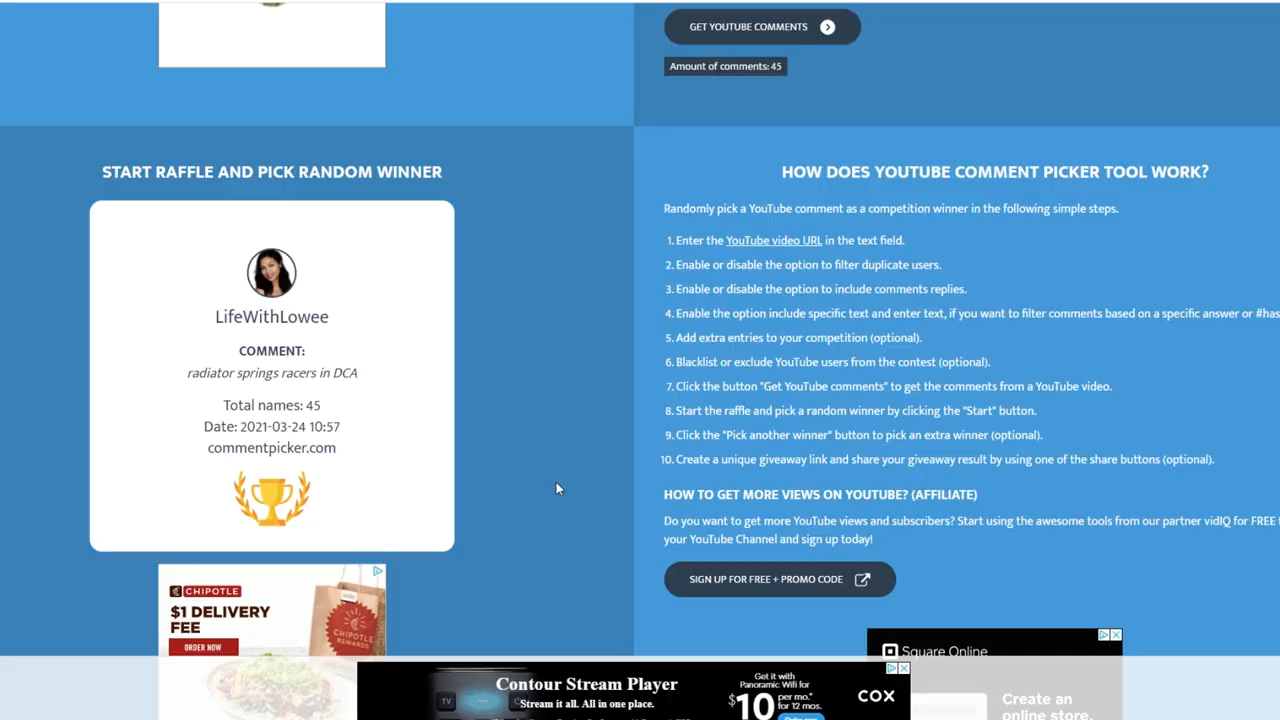 GET YOUTUBE COMMENTS
Amount of comments: 45
START RAFFLE AND PICK RANDOM WINNER
LifeWithLowee
COMMENT:
radiator springs racers in DCA
Total names: 45
Date: 2021-03-24 10:57
commentpicker.com
HOW DOES YOUTUBE COMMENT PICKER TOOL WORK?
Randomly pick a YouTube comment as a competition winner in the following simple steps.
1. Enter the YouTube video URL in the text field.
2. Enable or disable the option to filter duplicate users.
3. Enable or disable the option to include comments replies.
4. Enable the option include specific text and enter text, if you want to filter comments based on a specific answer or #has
5. Add extra entries to your competition (optional).
6. Blacklist or exclude YouTube users from the contest (optional).
7. Click the button "Get YouTube comments" to get the comments from a YouTube video.
8. Start the raffle and pick a random winner by clicking the "Start" button.
9. Click the "Pick another winner" button to pick an extra winner (optional).
10. Create a unique giveaway link and share your giveaway result by using one of the share buttons (optional).
HOW TO GET MORE VIEWS ON YOUTUBE? (AFFILIATE)
Do you want to get more YouTube views and subscribers? Start using the awesome tools from our partner vidIQ for FREE
your YouTube Channel and sign up today!
SIGN UP FOR FREE + PROMO CODE
CHIPOTLE
$1 DELIVERY
FEE
ORDER NOW
CHIPOTLE
REWARDS
Square Online
Create an
online store.
TV
Contour Stream Player
Stream it all. All in one place.
Get it with
Panoramic Wifi for
$10 per mo.*
for 12 mos.
COX